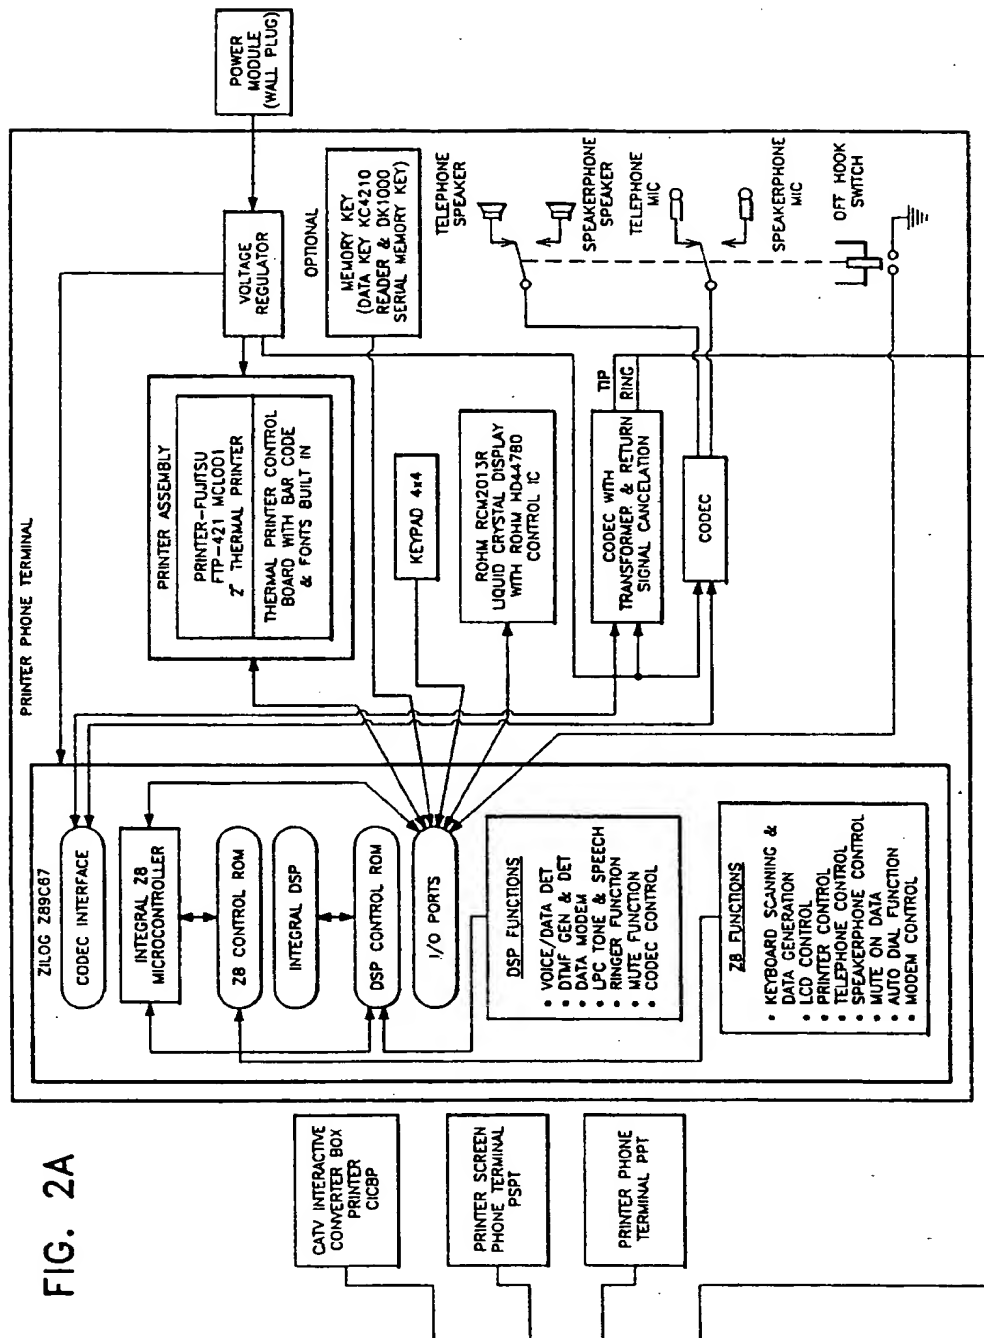 FIG. 2A
PRINTER PHONE TERMINAL
POWER
MODULE
(WALL PLUG)
VOLTAGE
REGULATOR
OPTIONAL
MEMORY KEY
(DATA KEY KC4210
READER & DK1000
SERIAL MEMORY KEY)
PRINTER ASSEMBLY
PRINTER-FUJITSU
FTP-421 MCL001
2" THERMAL PRINTER
THERMAL PRINTER CONTROL
BOARD WITH BAR CODE
& FONTS BUILT IN
KEYPAD 4x4
ROHM RCM2013R
LIQUID CRYSTAL DISPLAY
WITH ROHM HD44780
CONTROL IC
CODEC WITH
TRANSFORMER, & RETURN
SIGNAL CANCELATION
TIP
RING
CODEC
TELEPHONE
SPEAKER
SPEAKERPHONE
SPEAKER
TELEPHONE
MIC
SPEAKERPHONE
MIC
OFF HOOK
SWITCH
ZILOG Z89C67
CODEC INTERFACE
INTEGRAL Z8
MICROCONTROLLER
Z8 CONTROL ROM
INTEGRAL DSP
DSP CONTROL ROM
I/O PORTS
DSP FUNCTIONS
• VOICE/DATA DET
• DTMF GEN & DET
• DATA MODEM
• LPC TONE & SPEECH
• RINGER FUNCTION
• MUTE FUNCTION
• CODEC CONTROL
Z8 FUNCTIONS
• KEYBOARD SCANNING &
DATA GENERATION
• LCD CONTROL
• PRINTER CONTROL
• TELEPHONE CONTROL
• SPEAKERPHONE CONTROL
• MUTE ON DATA
• AUTO DIAL FUNCTION
• MODEM CONTROL
CATV INTERACTIVE
CONVERTER BOX
PRINTER
CICBP
PRINTER SCREEN
PHONE TERMINAL
PSPT
PRINTER PHONE
TERMINAL PPT